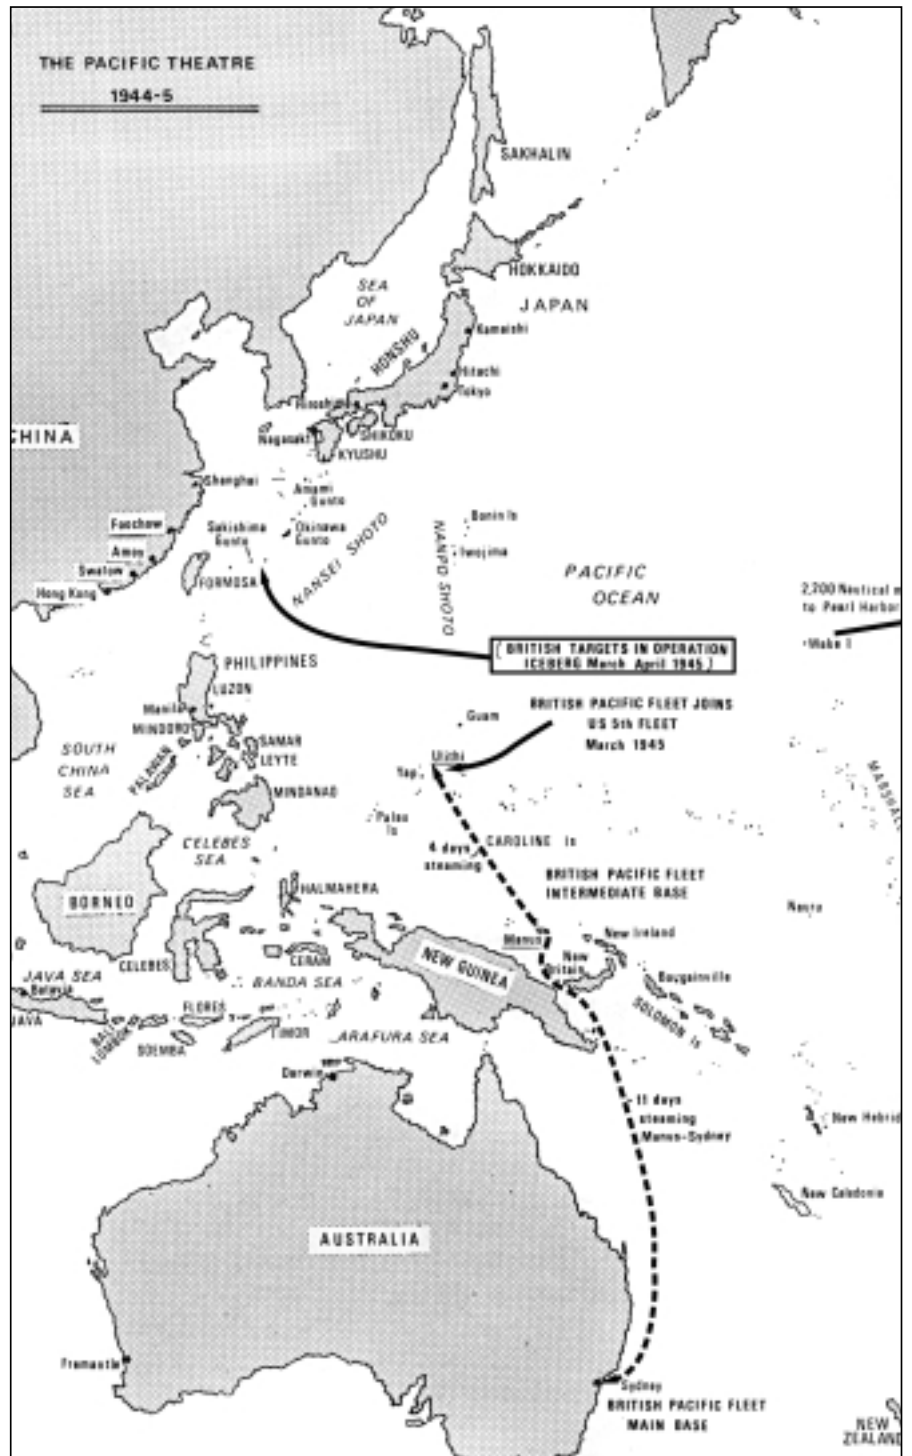 THE PACIFIC THEATRE
1944-5
SAKHALIN
HOKKAIDO
JAPAN
SEA
OF
JAPAN
HONSHU
Kamaishi
Hitachi
Tokyo
Hiroshima
SHIKOKU
Nagasaki
KYUSHU
CHINA
Shanghai
Amami
Gunto
Foochow
Sakishima
Gunto
Okinawa
Gunto
NANSEI SHOTO
Bonin Is
Iwojima
NANPO SHOTO
Amoy
Swatow
Hong Kong
FORMOSA
PACIFIC
OCEAN
2,700 Nautical m
to Pearl Harbor
Wake I
(BRITISH TARGETS IN OPERATION
ICEBERG March April 1945)
PHILIPPINES
LUZON
Manila
MINDORO
SAMAR
LEYTE
PALAWAN
MINDANAO
SOUTH
CHINA
SEA
BRITISH PACIFIC FLEET JOINS
US 5th FLEET
March 1945
Guam
Ulithi
Yap
Palau
Is
MARSHAL
CELEBES
SEA
4 days
steaming
CAROLINE Is
BRITISH PACIFIC FLEET
INTERMEDIATE BASE
BORNEO
HALMAHERA
Nauru
Manus
New Ireland
New
Britain
CELEBES
CERAM
NEW GUINEA
Bougainville
SOLOMON Is
JAVA SEA
Batavia
JAVA
BANDA SEA
BALI
LOMBOK
SOEMBA
FLORES
TIMOR
ARAFURA SEA
Darwin
11 days
steaming
Manus-Sydney
New Hebrid
New Caledonia
AUSTRALIA
Fremantle
Sydney
BRITISH PACIFIC FLEET
MAIN BASE
NEW
ZEALAND